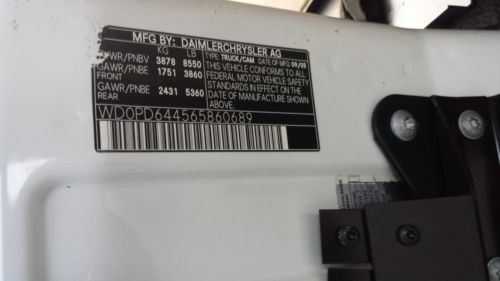 MFG BY: DAIMLERCHRYSLER AG
KG LB TYPE: TRUCK/CAM DATE OF MFG 09/05
WR/PNBV 3878 8550 THIS VEHICLE CONFORMS TO ALL
GAWR/PNBE 1751 3860 FEDERAL MOTOR VEHICLE SAFETY
FRONT STANDARDS IN EFFECT ON THE
GAWR/PNBE 2431 5360 DATE OF MANUFACTURE SHOWN
REAR ABOVE.
WD0PD644565860689